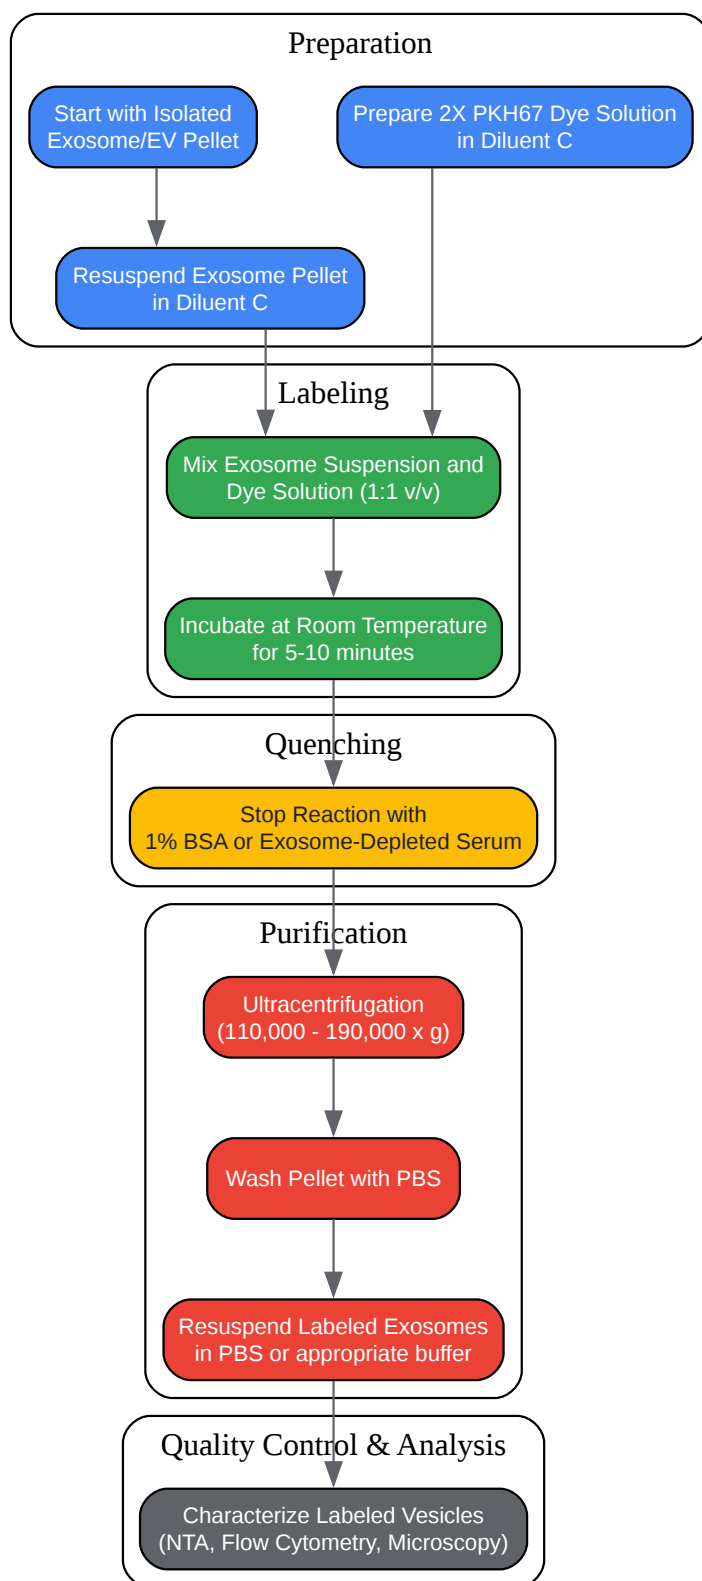 Preparation
Start with Isolated
Exosome/EV Pellet
Prepare 2X PKH67 Dye Solution
in Diluent C
Resuspend Exosome Pellet
in Diluent C
Labeling
Mix Exosome Suspension and
Dye Solution (1:1 v/v)
Incubate at Room Temperature
for 5-10 minutes
Quenching
Stop Reaction with
1% BSA or Exosome-Depleted Serum
Purification
Ultracentrifugation
(110,000 - 190,000 x g)
Wash Pellet with PBS
Resuspend Labeled Exosomes
in PBS or appropriate buffer
Quality Control & Analysis
Characterize Labeled Vesicles
(NTA, Flow Cytometry, Microscopy)